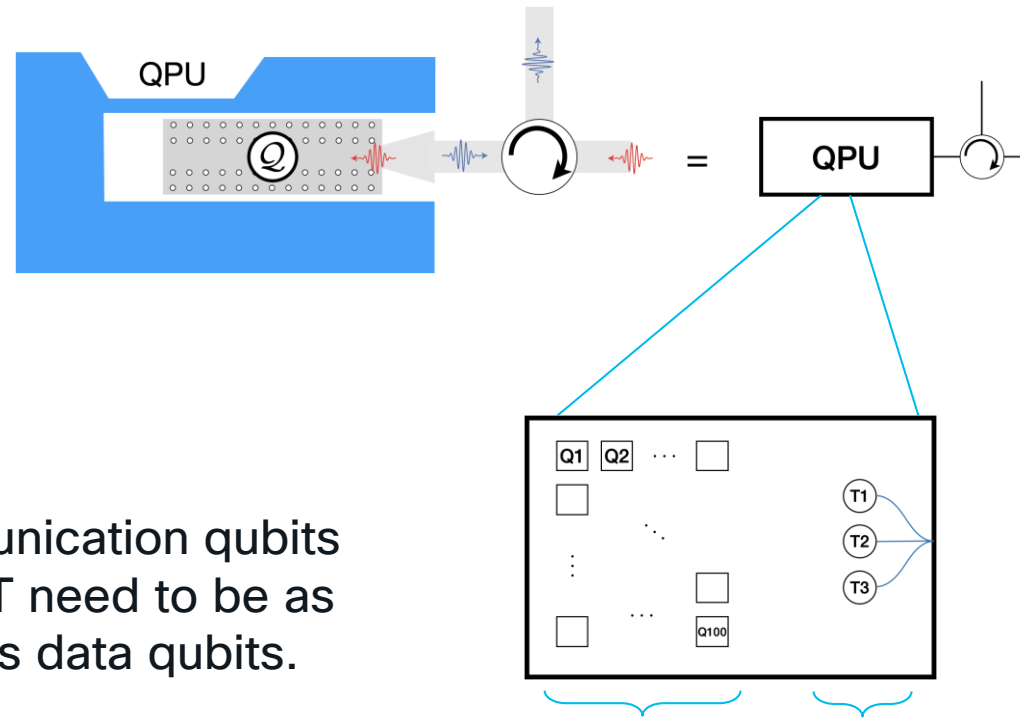 QPU
Q
=
QPU
Q1 Q2 ...
T1
T2
T3
...
Q100
unication qubits
T need to be as
s data qubits.